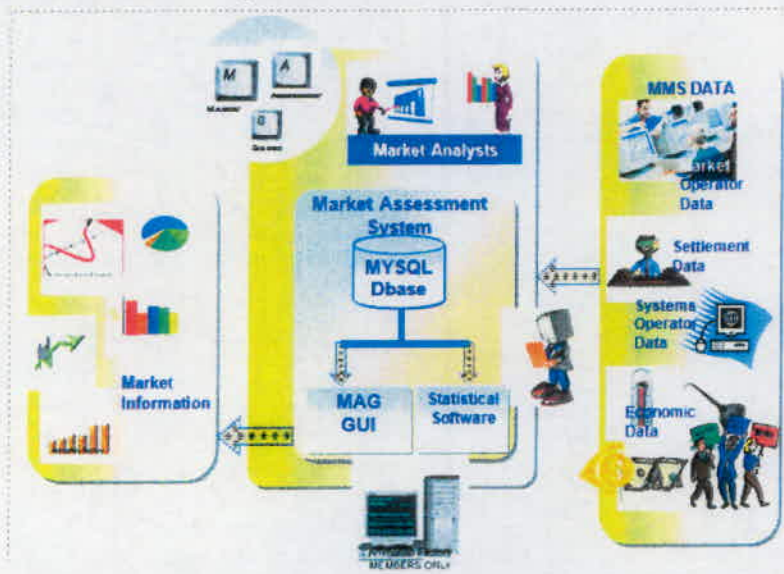 M
A
G
Market Analysts
MMS DATA
Market
Operator
Data
Market Assessment
System
MYSQL
Dbase
Settlement
Data
Systems
Operator
Data
MAG
GUI
Statistical
Software
Market
Information
Economic
Data
MEMBERS ONLY